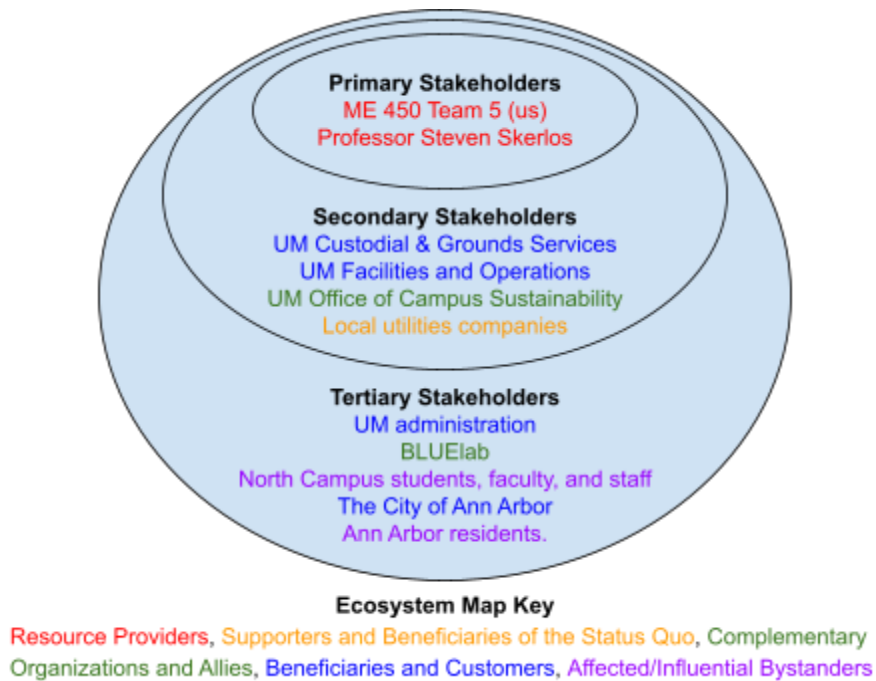 Primary Stakeholders
ME 450 Team 5 (us)
Professor Steven Skerlos
Secondary Stakeholders
UM Custodial & Grounds Services
UM Facilities and Operations
UM Office of Campus Sustainability
Local utilities companies
Tertiary Stakeholders
UM administration
BLUElab
North Campus students, faculty, and staff
The City of Ann Arbor
Ann Arbor residents.
Ecosystem Map Key
Resource Providers, Supporters and Beneficiaries of the Status Quo, Complementary
Organizations and Allies, Beneficiaries and Customers, Affected/Influential Bystanders